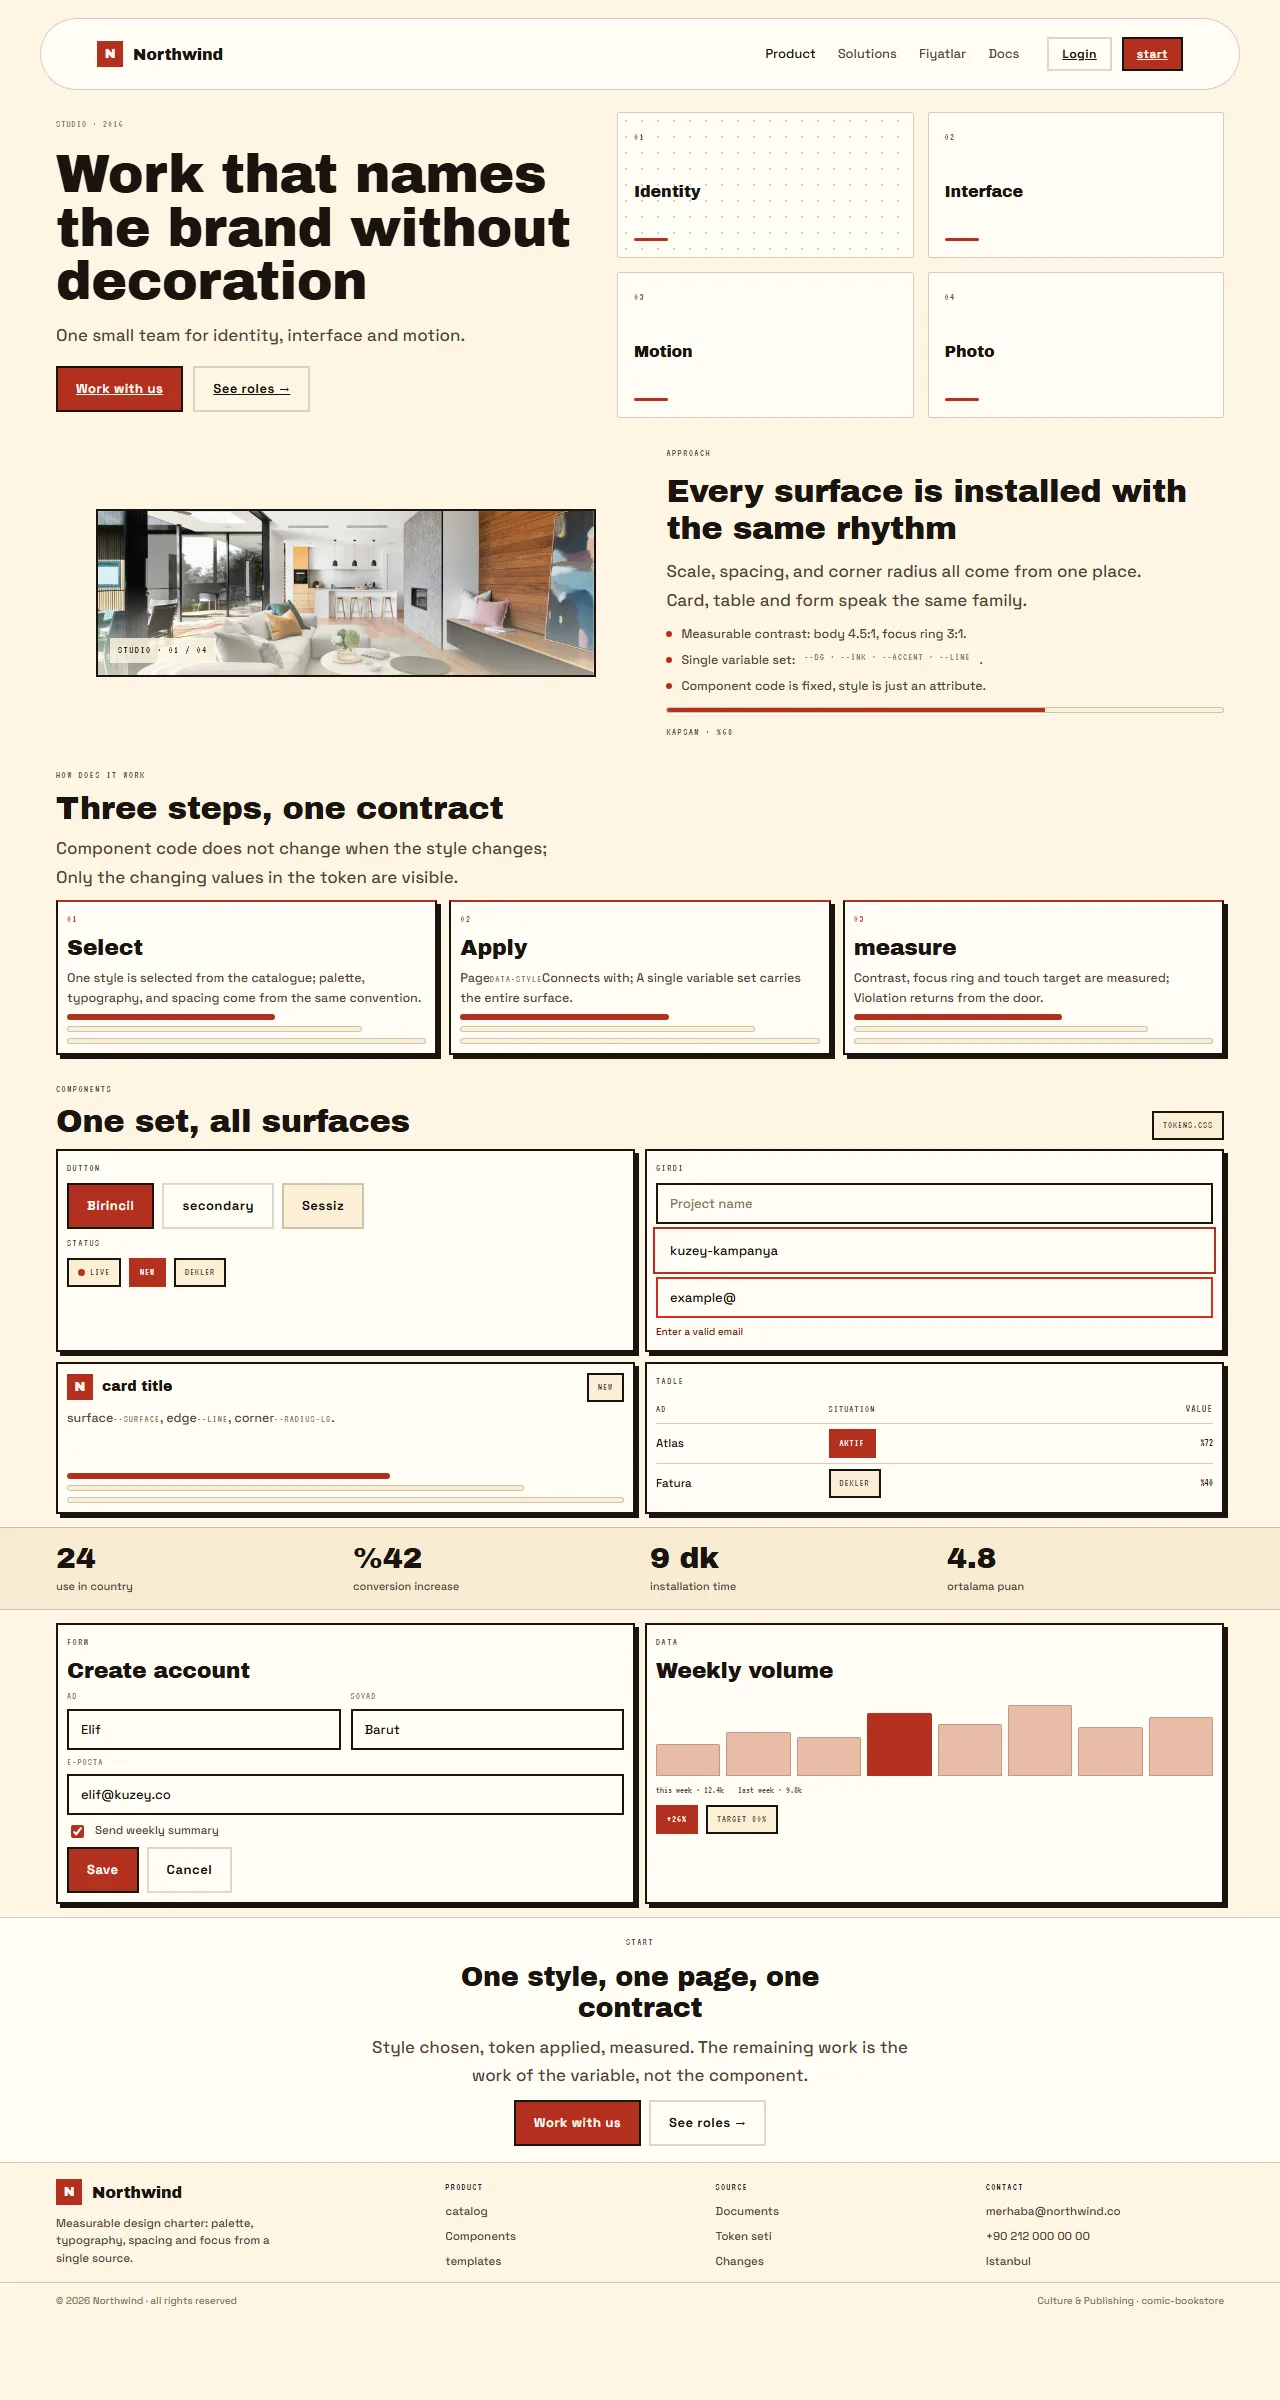 N Northwind
Product Solutions Fiyatlar Docs Login start
STUDIO · 2016
Work that names
the brand without
decoration
One small team for identity, interface and motion.
Work with us See roles →
01
Identity
02
Interface
03
Motion
04
Photo
STUDIO · 01 / 04
APPROACH
Every surface is installed with
the same rhythm
Scale, spacing, and corner radius all come from one place.
Card, table and form speak the same family.
Measurable contrast: body 4.5:1, focus ring 3:1.
Single variable set: --BG · --INK · --ACCENT · --LINE .
Component code is fixed, style is just an attribute.
KAPSAM · %60
HOW DOES IT WORK
Three steps, one contract
Component code does not change when the style changes;
Only the changing values in the token are visible.
01
Select
One style is selected from the catalogue; palette,
typography, and spacing come from the same convention.
02
Apply
PageDATA-STYLEConnects with; A single variable set carries
the entire surface.
03
measure
Contrast, focus ring and touch target are measured;
Violation returns from the door.
COMPONENTS
One set, all surfaces
TOKENS.CSS
BUTTON
Birincil secondary Sessiz
STATUS
LIVE NEW BEKLER
GIRDI
Project name
kuzey-kampanya
example@
Enter a valid email
N card title NEW
surface--SURFACE, edge--LINE, corner--RADIUS-LG.
TABLE
AD SITUATION VALUE
Atlas AKTIF %72
Fatura BEKLER %40
24
use in country
%42
conversion increase
9 dk
installation time
4.8
ortalama puan
FORM
Create account
AD SOYAD
Elif Barut
E-POSTA
elif@kuzey.co
Send weekly summary
Save Cancel
DATA
Weekly volume
this week · 12.4k last week · 9.8k
+26% TARGET 80%
START
One style, one page, one
contract
Style chosen, token applied, measured. The remaining work is the
work of the variable, not the component.
Work with us See roles →
N Northwind
Measurable design charter: palette,
typography, spacing and focus from a
single source.
PRODUCT
catalog
Components
templates
SOURCE
Documents
Token seti
Changes
CONTACT
merhaba@northwind.co
+90 212 000 00 00
Istanbul
© 2026 Northwind · all rights reserved
Culture & Publishing · comic-bookstore